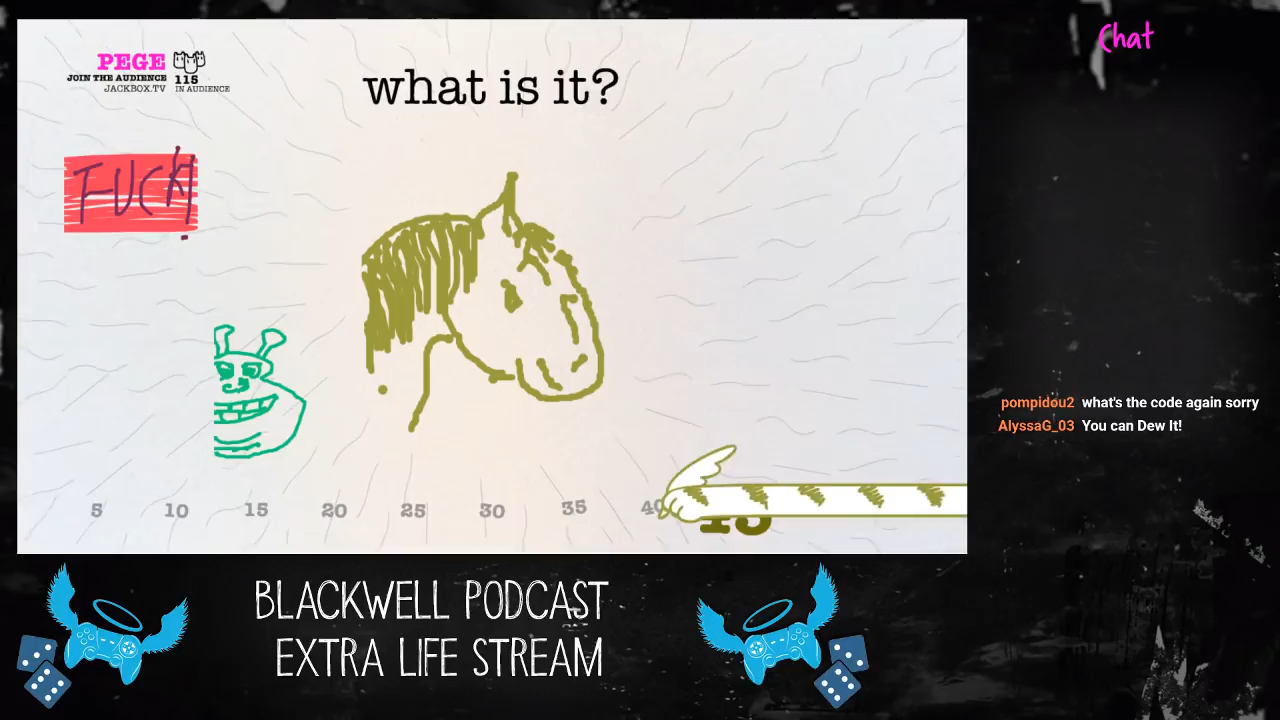 PEGE
JOIN THE AUDIENCE
JACKBOX.TV
115
IN AUDIENCE
what is it?
Chat
FUCK!
pompidou2 what's the code again sorry
AlyssaG_03 You can Dew It!
5 10 15 20 25 30 35 40
BLACKWELL PODCAST
EXTRA LIFE STREAM